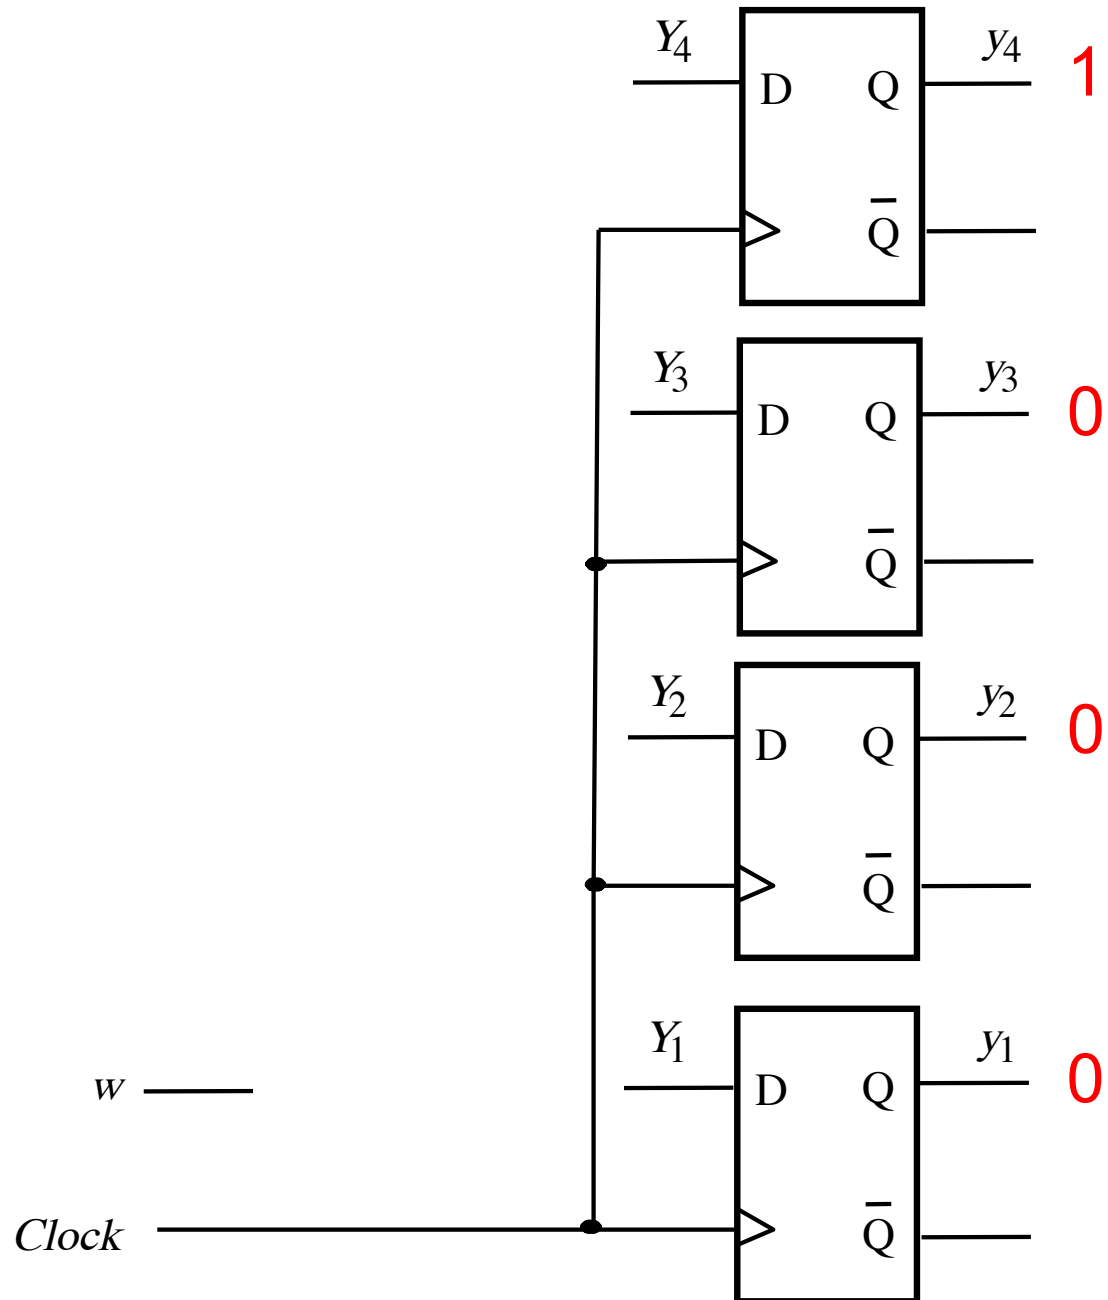 Y4 y4 1
D Q
Q̅
Y3 y3 0
D Q
Q̅
Y2 y2 0
D Q
Q̅
Y1 y1 0
w D Q
Clock Q̅